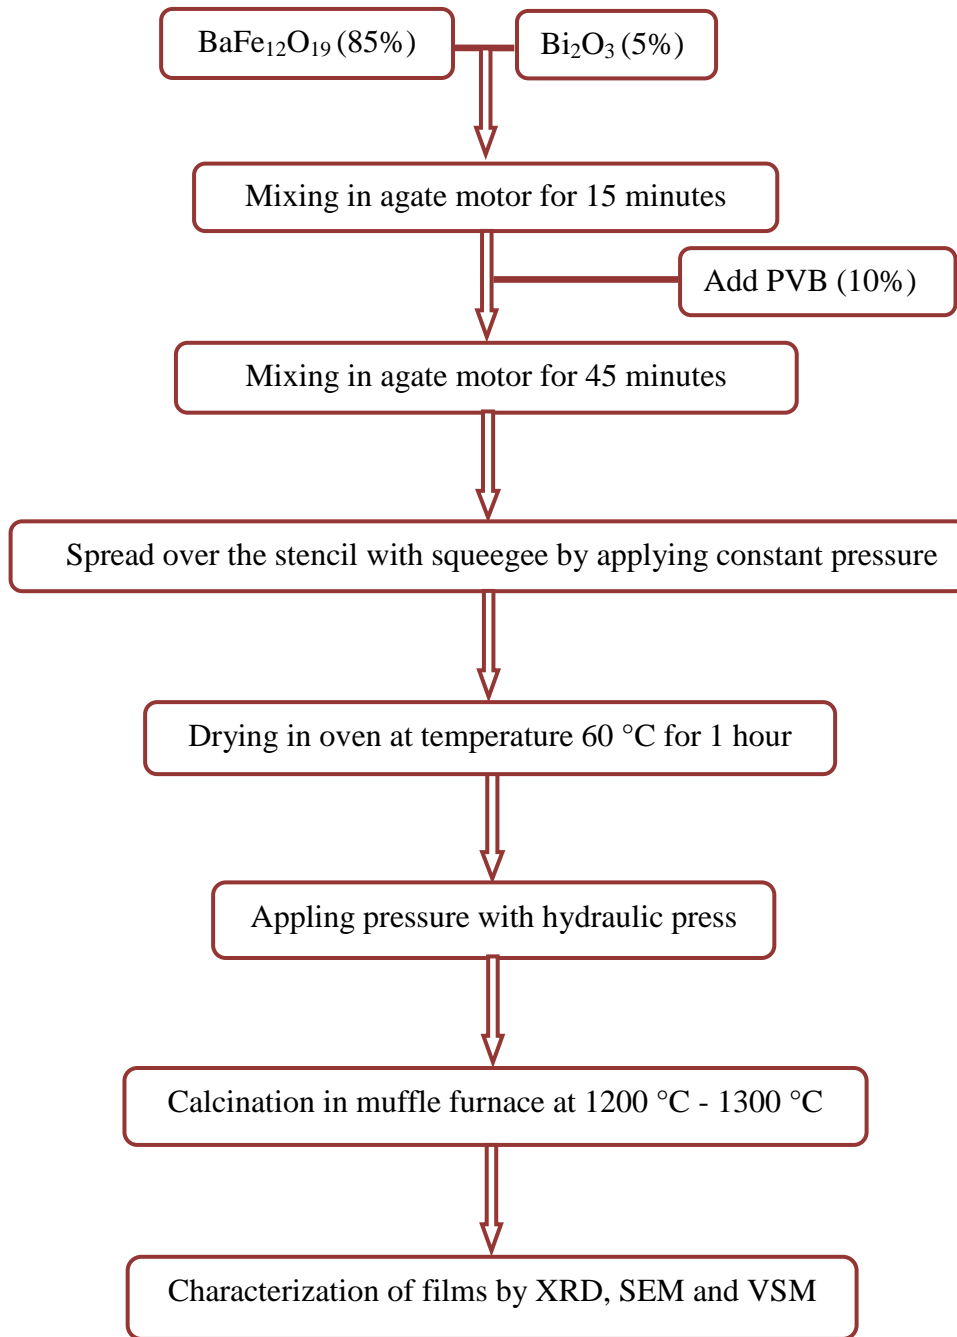 BaFe₁₂O₁₉ (85%)
Bi₂O₃ (5%)
Mixing in agate motor for 15 minutes
Add PVB (10%)
Mixing in agate motor for 45 minutes
Spread over the stencil with squeegee by applying constant pressure
Drying in oven at temperature 60 °C for 1 hour
Appling pressure with hydraulic press
Calcination in muffle furnace at 1200 °C - 1300 °C
Characterization of films by XRD, SEM and VSM